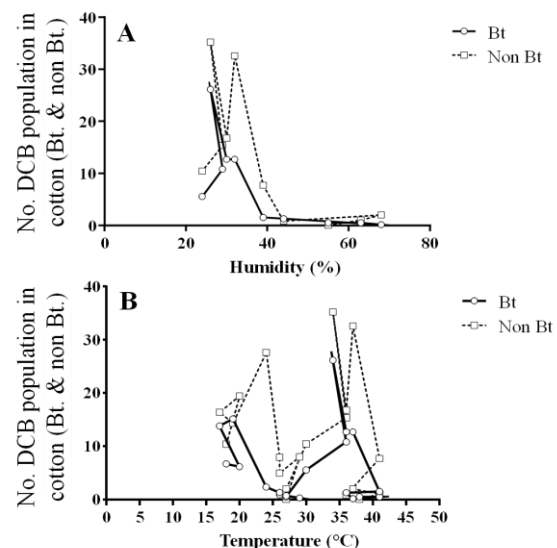 A
Bt
Non Bt
No. DCB population in
cotton (Bt. & non Bt.)
40
30
20
10
0
0 20 40 60 80
Humidity (%)
B
Bt
Non Bt
No. DCB population in
cotton (Bt. & non Bt.)
40
30
20
10
0
0 5 10 15 20 25 30 35 40 45 50
Temperature (°C)